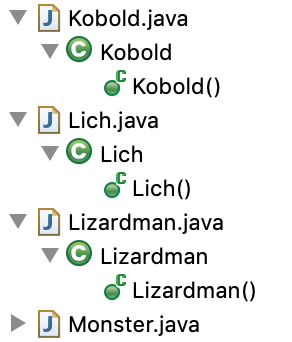 Kobold.java
Kobold
Kobold()
Lich.java
Lich
Lich()
Lizardman.java
Lizardman
Lizardman()
Monster.java